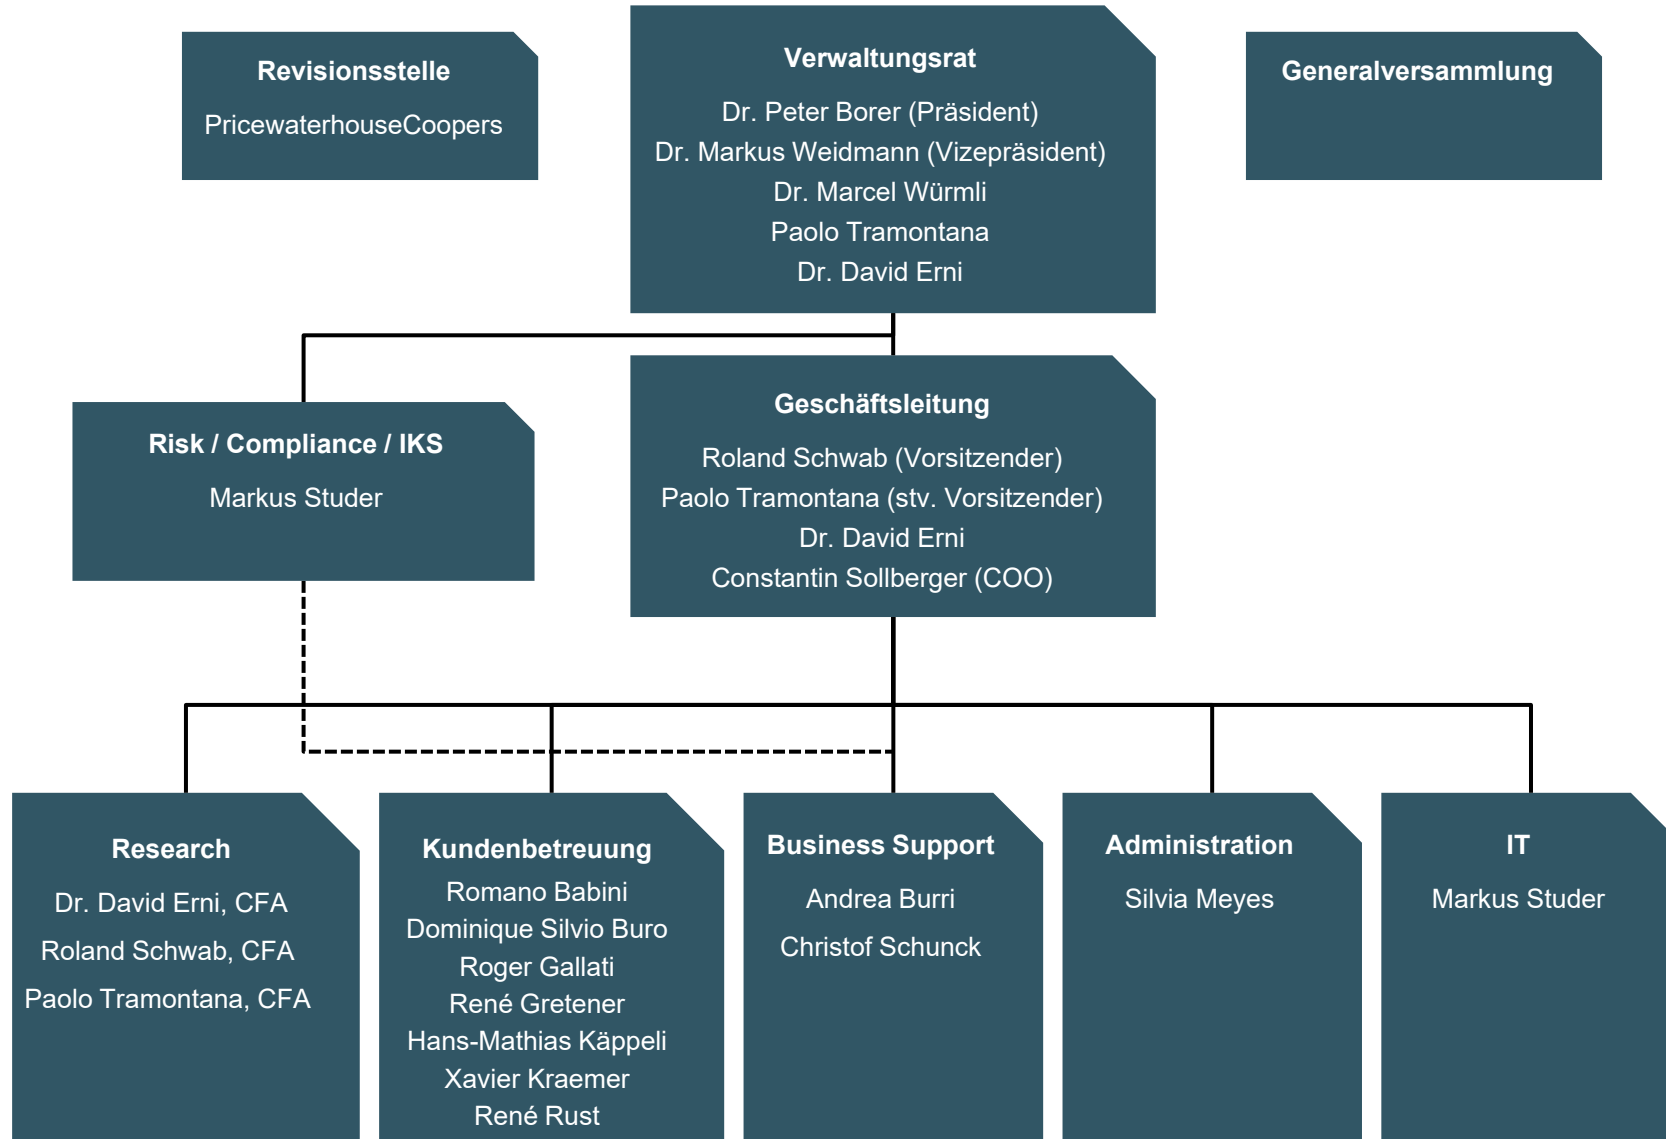 Revisionsstelle
PricewaterhouseCoopers
Verwaltungsrat
Dr. Peter Borer (Präsident)
Dr. Markus Weidmann (Vizepräsident)
Dr. Marcel Würmli
Paolo Tramontana
Dr. David Erni
Generalversammlung
Risk / Compliance / IKS
Markus Studer
Geschäftsleitung
Roland Schwab (Vorsitzender)
Paolo Tramontana (stv. Vorsitzender)
Dr. David Erni
Constantin Sollberger (COO)
Research
Dr. David Erni, CFA
Roland Schwab, CFA
Paolo Tramontana, CFA
Kundenbetreuung
Romano Babini
Dominique Silvio Buro
Roger Gallati
René Gretener
Hans-Mathias Käppeli
Xavier Kraemer
René Rust
Business Support
Andrea Burri
Christof Schunck
Administration
Silvia Meyes
IT
Markus Studer